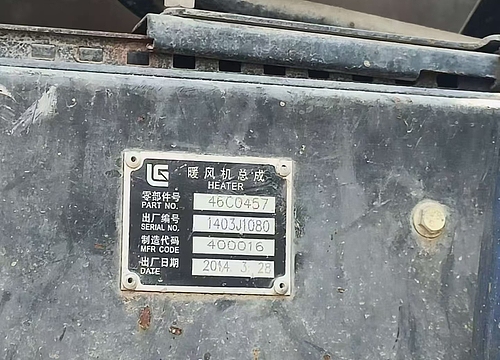 LG 暖风机总成
HEATER
零部件号 46C0457
PART NO.
出厂编号 1403J1080
SERIAL NO.
制造代码 400016
MFR CODE
出厂日期 2014. 3. 28
DATE